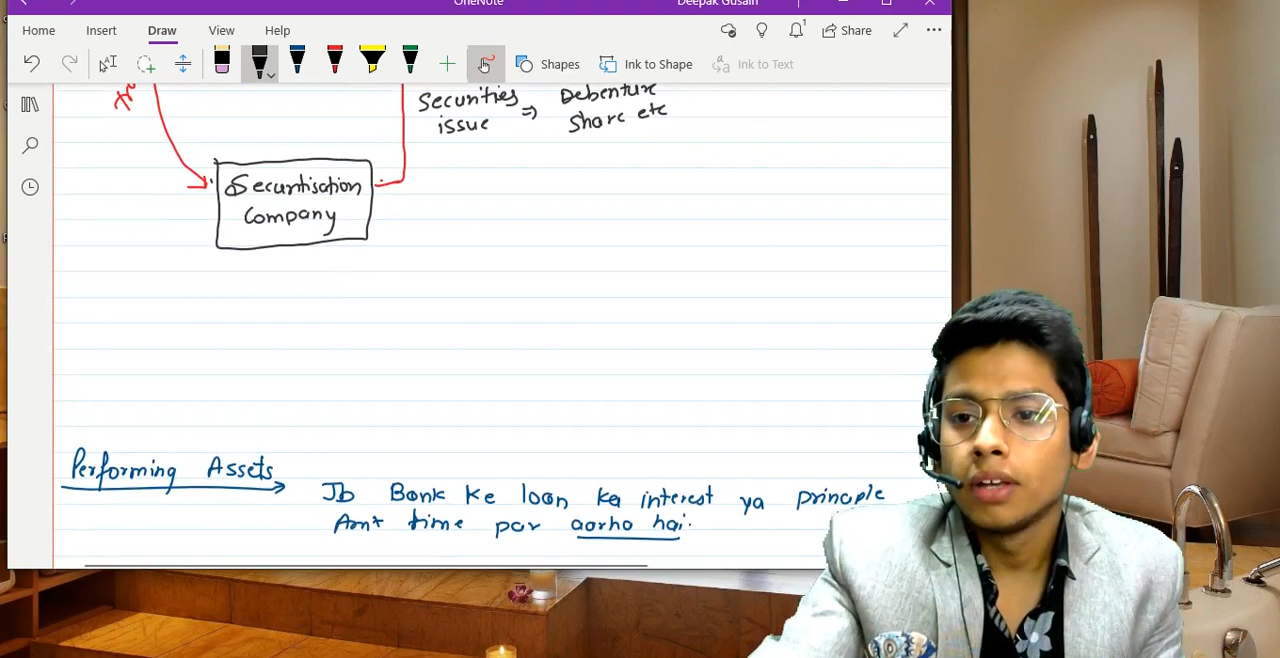 OneNote
Deepak Gusain
Home Insert Draw View Help
Share
Shapes Ink to Shape Ink to Text
Securities => Debenture
issue Share etc
Securitisation
Company
Performing Assets
Jb Bank Ke loan ka interest ya principle
Amt time par aarha hai.